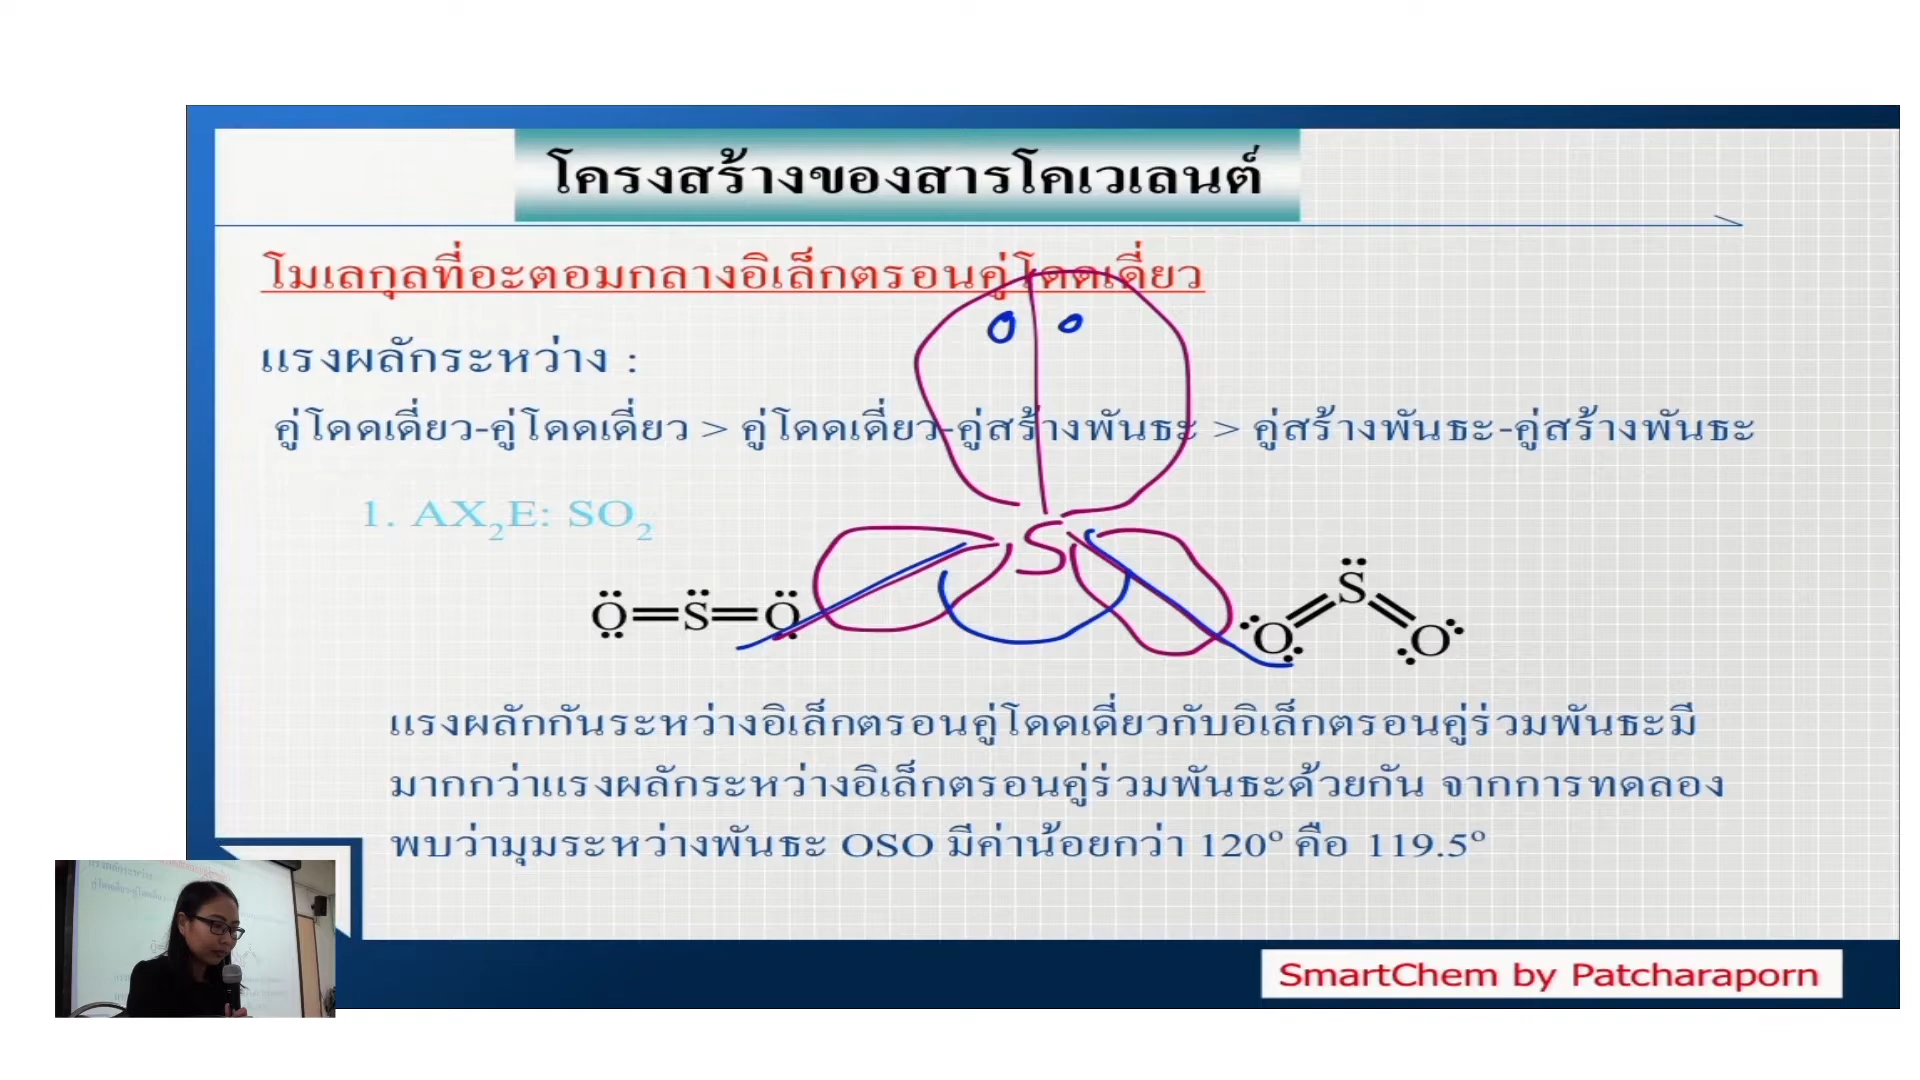 โครงสร้างของสารโคเวเลนต์
โมเลกุลที่อะตอมกลางอิเล็กตรอนคู่โดดเดี่ยว
แรงผลักระหว่าง :
คู่โดดเดี่ยว-คู่โดดเดี่ยว > คู่โดดเดี่ยว-คู่สร้างพันธะ > คู่สร้างพันธะ-คู่สร้างพันธะ
1. AX₂E: SO₂
S
O=S=O
S
O O
แรงผลักกันระหว่างอิเล็กตรอนคู่โดดเดี่ยวกับอิเล็กตรอนคู่ร่วมพันธะมี
มากกว่าแรงผลักระหว่างอิเล็กตรอนคู่ร่วมพันธะด้วยกัน จากการทดลอง
พบว่ามุมระหว่างพันธะ OSO มีค่าน้อยกว่า 120° คือ 119.5°
SmartChem by Patcharaporn